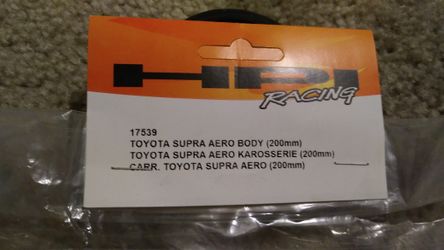 HPI
RACING
17539
TOYOTA SUPRA AERO BODY (200mm)
TOYOTA SUPRA AERO KAROSSERIE (200mm)
CARR. TOYOTA SUPRA AERO (200mm)